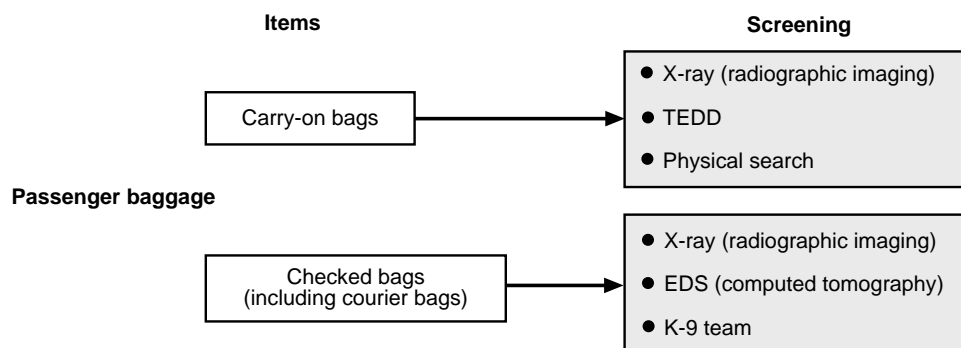 Items
Screening
Carry-on bags
● X-ray (radiographic imaging)
● TEDD
● Physical search
Passenger baggage
Checked bags
(including courier bags)
● X-ray (radiographic imaging)
● EDS (computed tomography)
● K-9 team